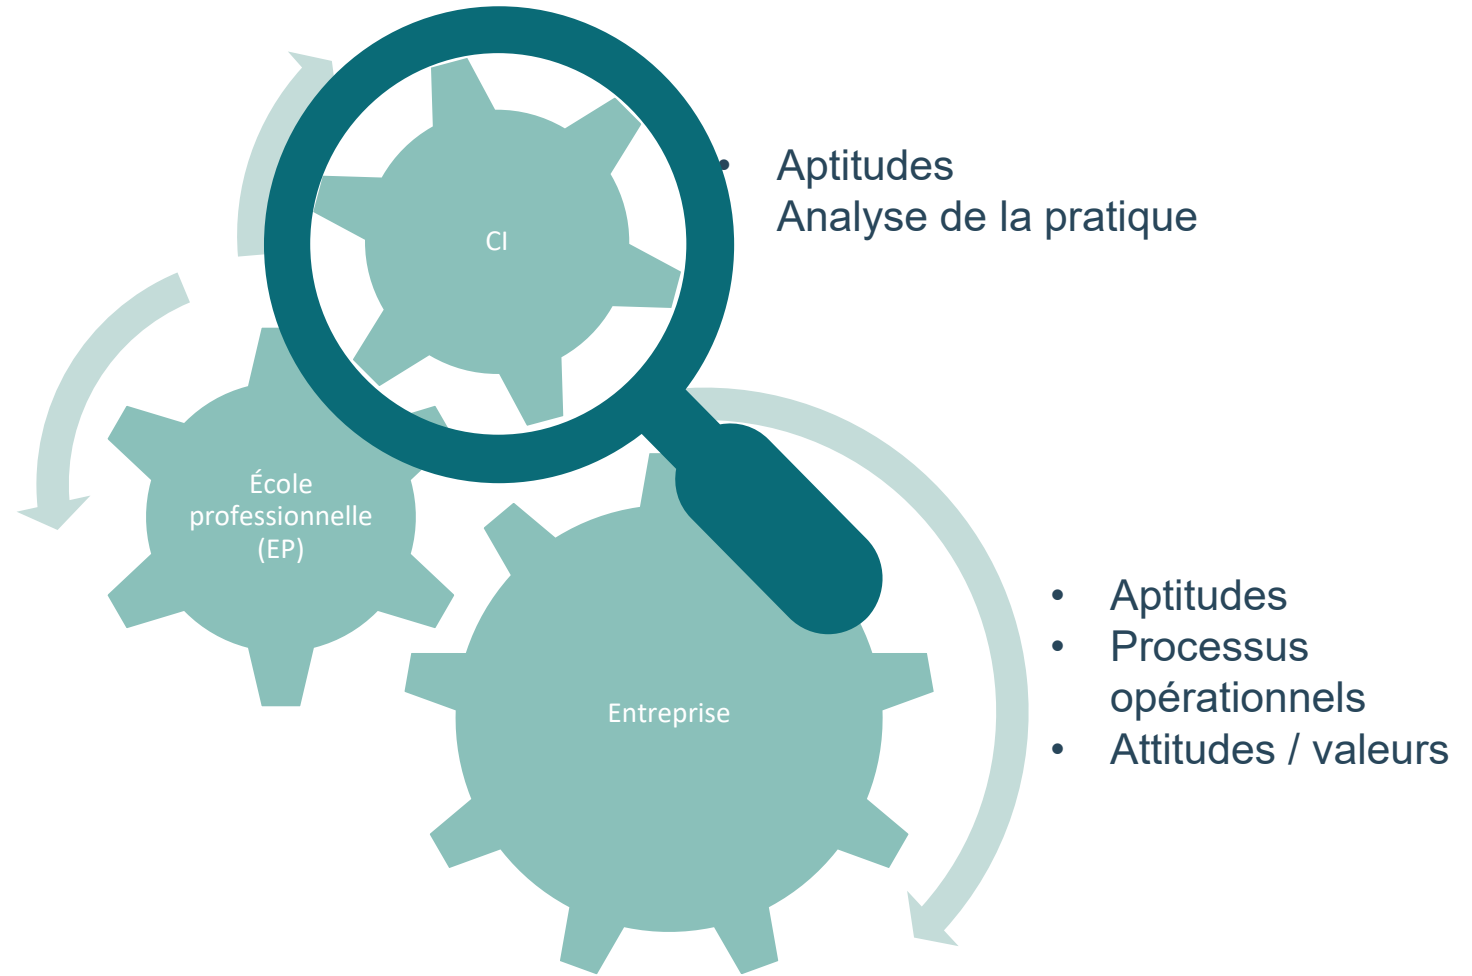 CI
• Aptitudes
Analyse de la pratique
École
professionnelle
(EP)
Entreprise
• Aptitudes
• Processus
opérationnels
• Attitudes / valeurs